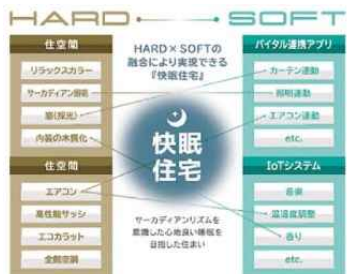 HARD
SOFT
住空間
リラックスカラー
サーカディアン照明
窓(採光)
内装の木質化
住空間
エアコン
高性能サッシ
エコカラット
全館空調
HARD×SOFTの
融合により実現できる
『快眠住宅』
快眠
住宅
サーカディアンリズムを
意識した心地良い睡眠を
目指した住まい
バイタル連携アプリ
カーテン連動
照明連動
エアコン連動
etc.
IoTシステム
音楽
温湿度調整
香り
etc.